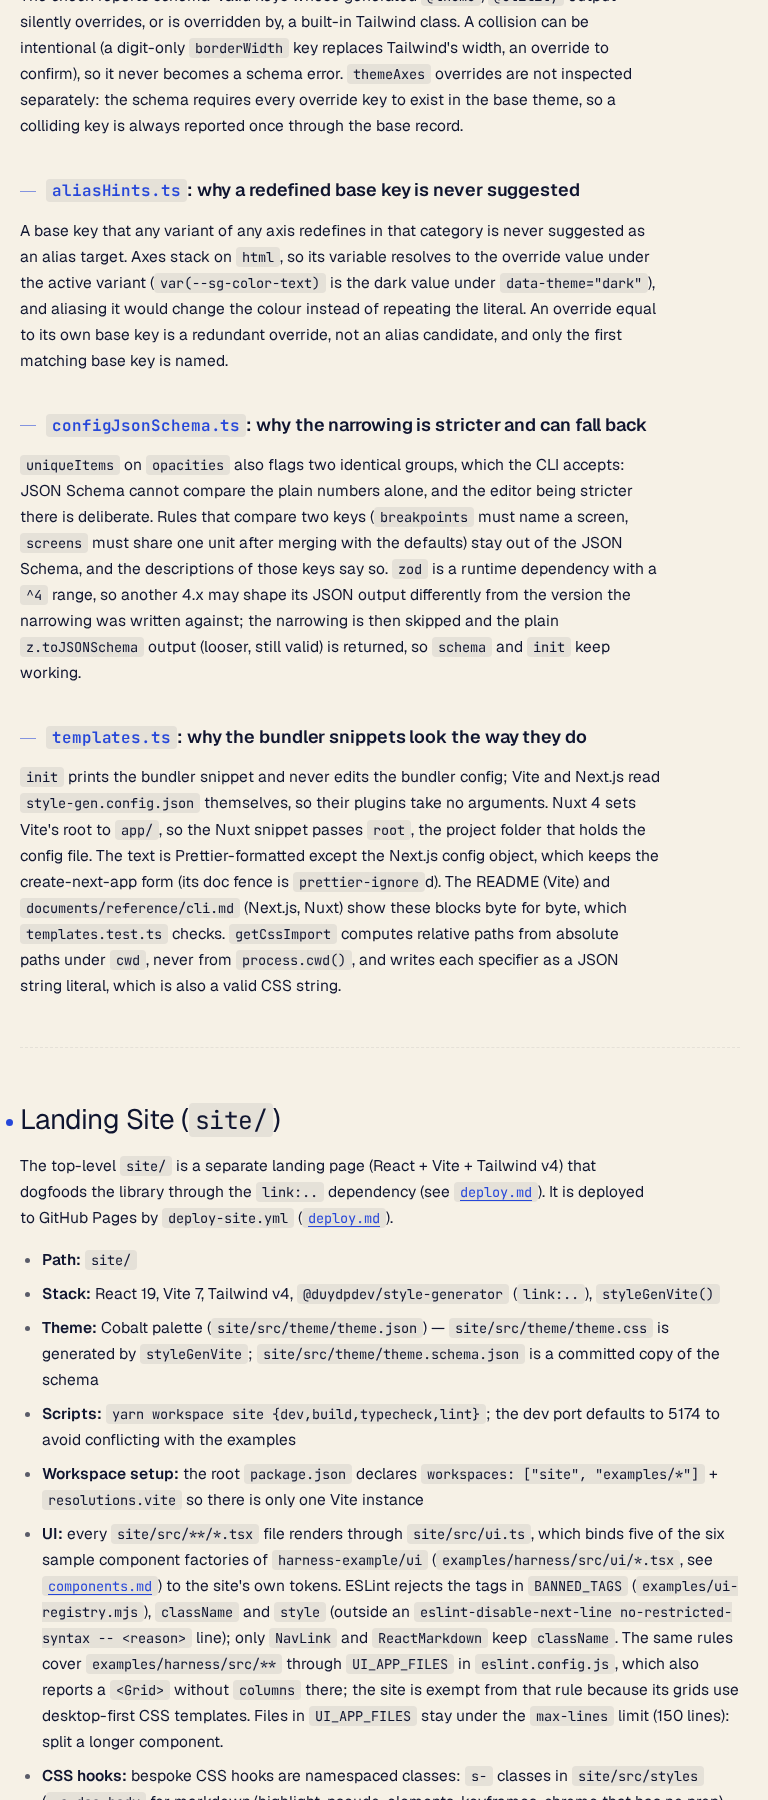 silently overrides, or is overridden by, a built-in Tailwind class. A collision can be
intentional (a digit-only borderWidth key replaces Tailwind's width, an override to
confirm), so it never becomes a schema error. themeAxes overrides are not inspected
separately: the schema requires every override key to exist in the base theme, so a
colliding key is always reported once through the base record.
— aliasHints.ts: why a redefined base key is never suggested
A base key that any variant of any axis redefines in that category is never suggested as
an alias target. Axes stack on html, so its variable resolves to the override value under
the active variant (var(--sg-color-text) is the dark value under data-theme="dark"),
and aliasing it would change the colour instead of repeating the literal. An override equal
to its own base key is a redundant override, not an alias candidate, and only the first
matching base key is named.
— configJsonSchema.ts: why the narrowing is stricter and can fall back
uniqueItems on opacities also flags two identical groups, which the CLI accepts:
JSON Schema cannot compare the plain numbers alone, and the editor being stricter
there is deliberate. Rules that compare two keys (breakpoints must name a screen,
screens must share one unit after merging with the defaults) stay out of the JSON
Schema, and the descriptions of those keys say so. zod is a runtime dependency with a
^4 range, so another 4.x may shape its JSON output differently from the version the
narrowing was written against; the narrowing is then skipped and the plain
z.toJSONSchema output (looser, still valid) is returned, so schema and init keep
working.
— templates.ts: why the bundler snippets look the way they do
init prints the bundler snippet and never edits the bundler config; Vite and Next.js read
style-gen.config.json themselves, so their plugins take no arguments. Nuxt 4 sets
Vite's root to app/, so the Nuxt snippet passes root, the project folder that holds the
config file. The text is Prettier-formatted except the Next.js config object, which keeps the
create-next-app form (its doc fence is prettier-ignored). The README (Vite) and
documents/reference/cli.md (Next.js, Nuxt) show these blocks byte for byte, which
templates.test.ts checks. getCssImport computes relative paths from absolute
paths under cwd, never from process.cwd(), and writes each specifier as a JSON
string literal, which is also a valid CSS string.
Landing Site (site/)
The top-level site/ is a separate landing page (React + Vite + Tailwind v4) that
dogfoods the library through the link:.. dependency (see deploy.md). It is deployed
to GitHub Pages by deploy-site.yml (deploy.md).
• Path: site/
• Stack: React 19, Vite 7, Tailwind v4, @duydpdev/style-generator (link:..), styleGenVite()
• Theme: Cobalt palette (site/src/theme/theme.json) — site/src/theme/theme.css is
generated by styleGenVite; site/src/theme/theme.schema.json is a committed copy of the
schema
• Scripts: yarn workspace site {dev,build,typecheck,lint}; the dev port defaults to 5174 to
avoid conflicting with the examples
• Workspace setup: the root package.json declares workspaces: ["site", "examples/*"] +
resolutions.vite so there is only one Vite instance
• UI: every site/src/**/*.tsx file renders through site/src/ui.ts, which binds five of the six
sample component factories of harness-example/ui (examples/harness/src/ui/*.tsx, see
components.md) to the site's own tokens. ESLint rejects the tags in BANNED_TAGS (examples/ui-
registry.mjs), className and style (outside an eslint-disable-next-line no-restricted-
syntax -- <reason> line); only NavLink and ReactMarkdown keep className. The same rules
cover examples/harness/src/** through UI_APP_FILES in eslint.config.js, which also
reports a <Grid> without columns there; the site is exempt from that rule because its grids use
desktop-first CSS templates. Files in UI_APP_FILES stay under the max-lines limit (150 lines):
split a longer component.
• CSS hooks: bespoke CSS hooks are namespaced classes: s- classes in site/src/styles